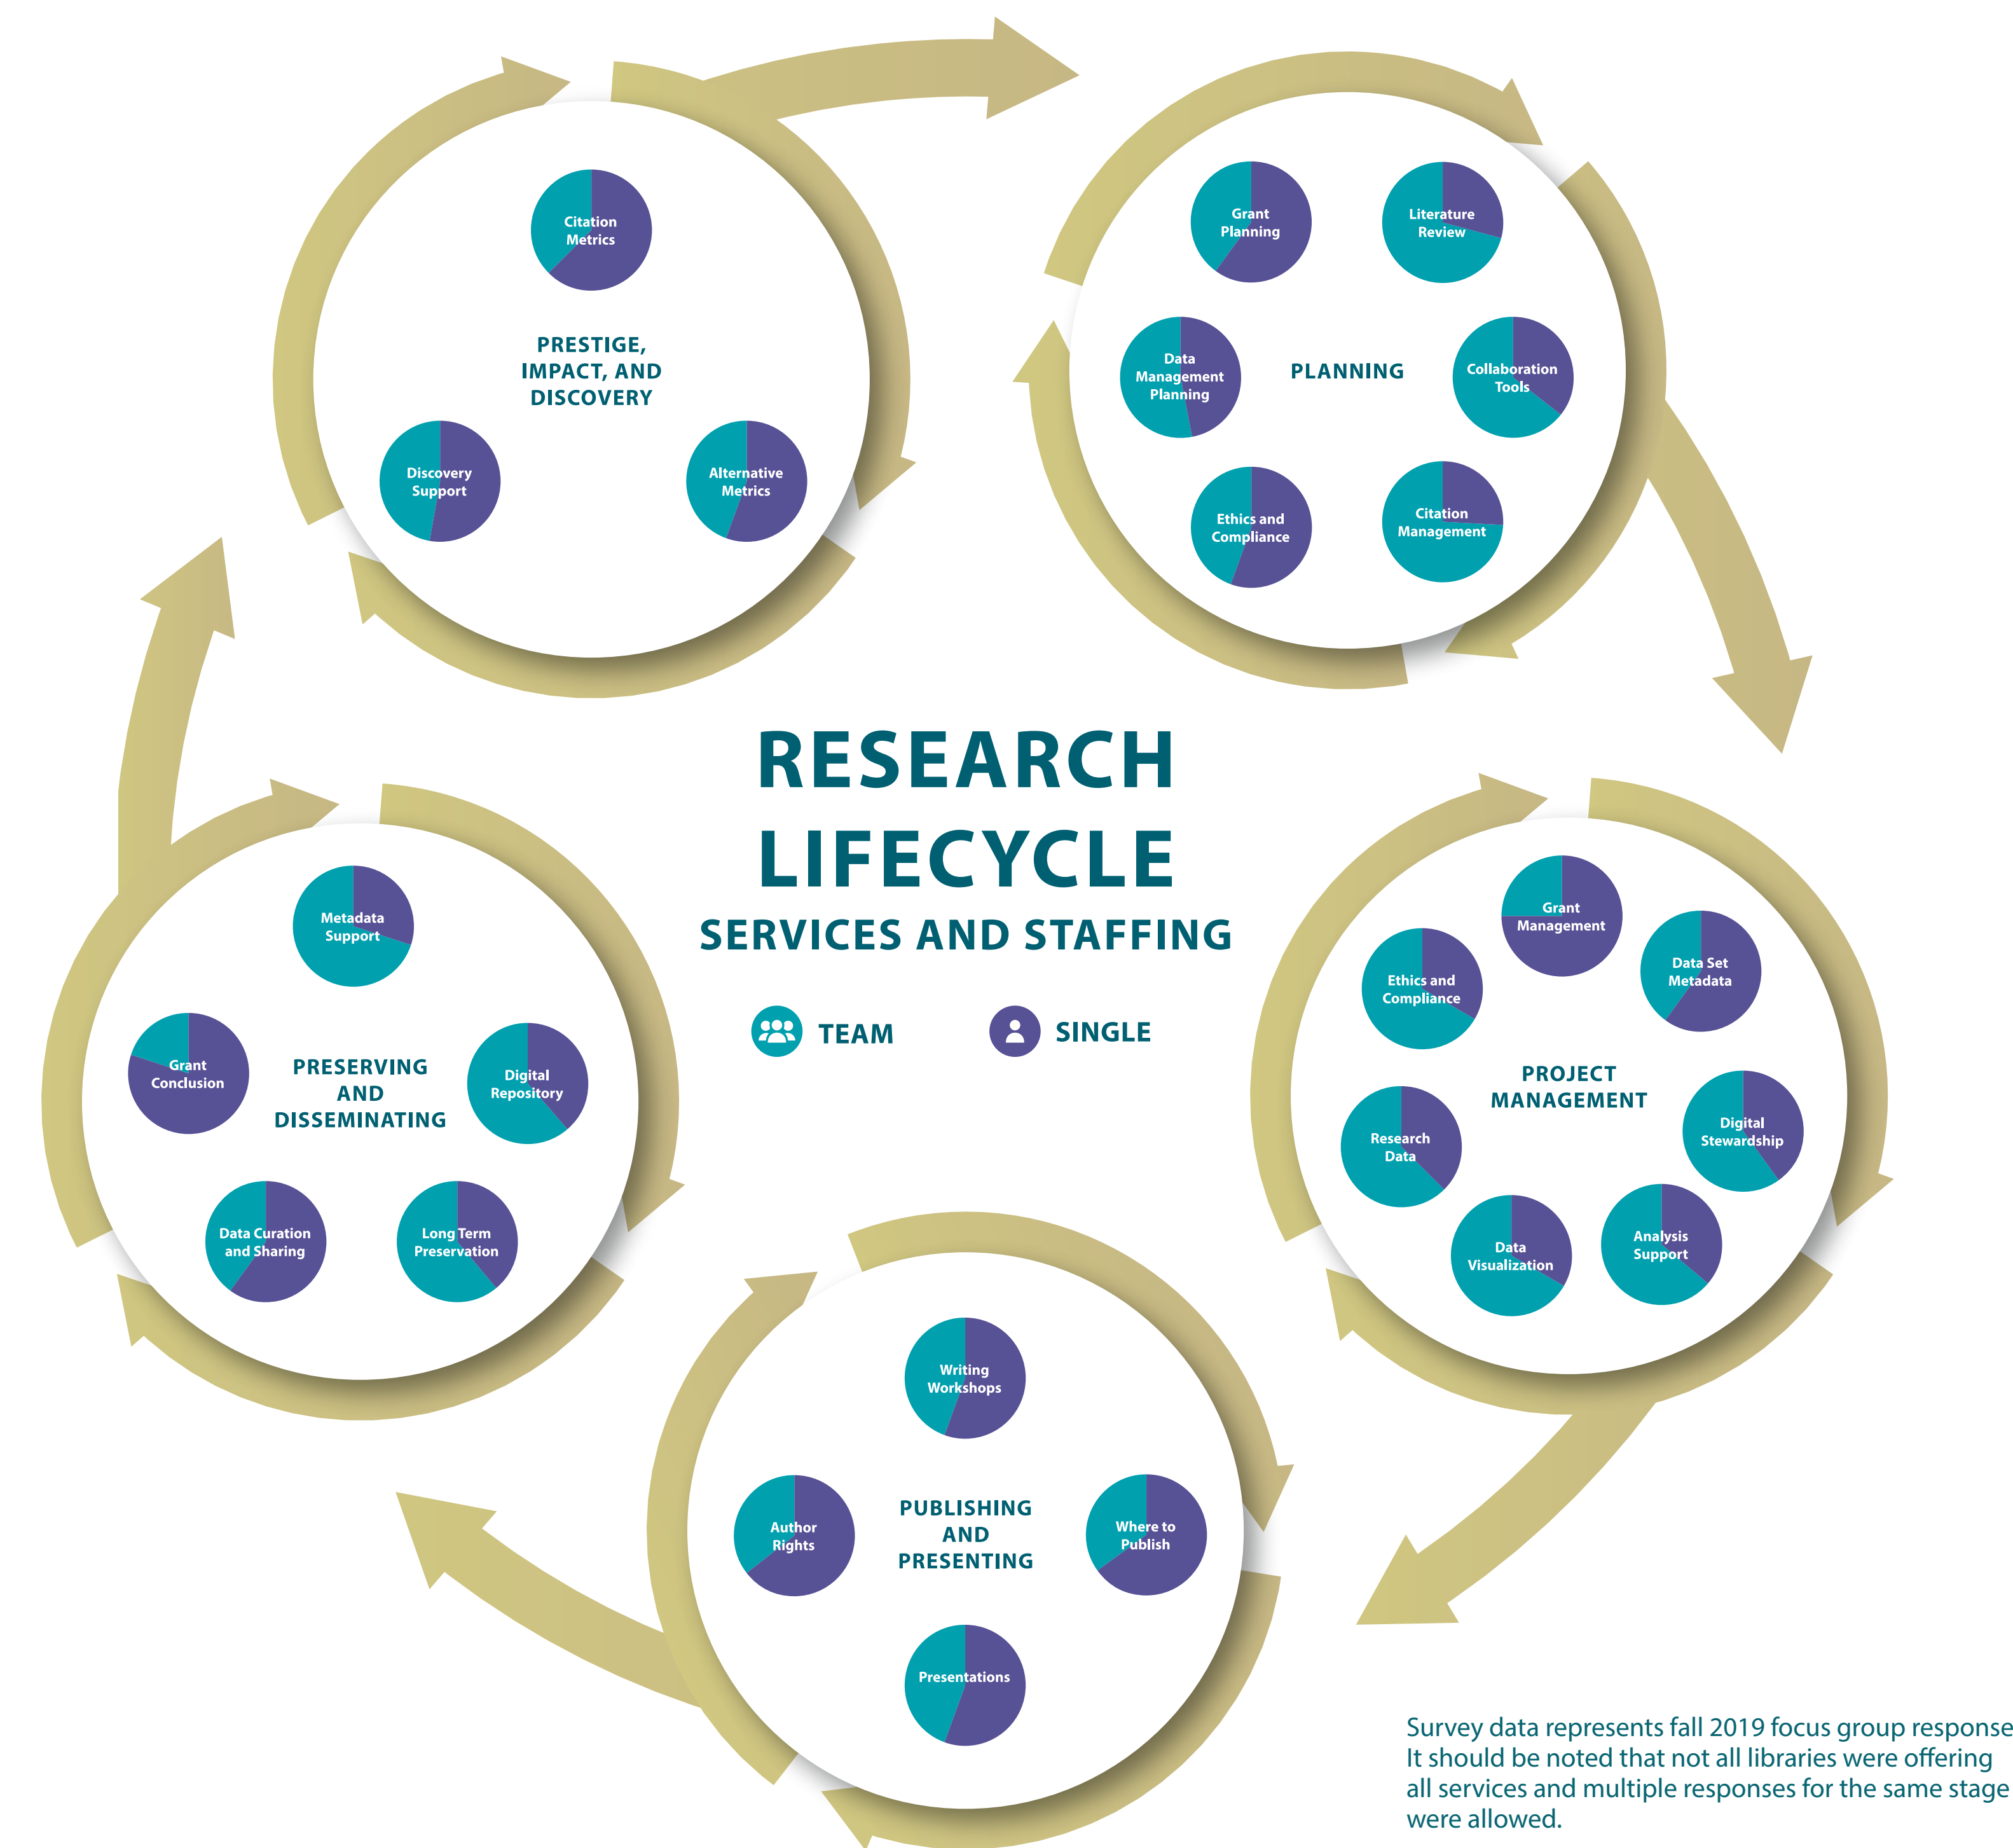 Citation
Metrics
PRESTIGE,
IMPACT, AND
DISCOVERY
Discovery
Support
Alternative
Metrics
Grant
Planning
Literature
Review
Data
Management
Planning
PLANNING
Collaboration
Tools
Ethics and
Compliance
Citation
Management
RESEARCH
LIFECYCLE
SERVICES AND STAFFING
TEAM
SINGLE
Metadata
Support
Grant
Conclusion
PRESERVING
AND
DISSEMINATING
Digital
Repository
Data Curation
and Sharing
Long Term
Preservation
Grant
Management
Ethics and
Compliance
Data Set
Metadata
PROJECT
MANAGEMENT
Research
Data
Digital
Stewardship
Data
Visualization
Analysis
Support
Writing
Workshops
Author
Rights
PUBLISHING
AND
PRESENTING
Where to
Publish
Presentations
Survey data represents fall 2019 focus group response
It should be noted that not all libraries were offering
all services and multiple responses for the same stage
were allowed.